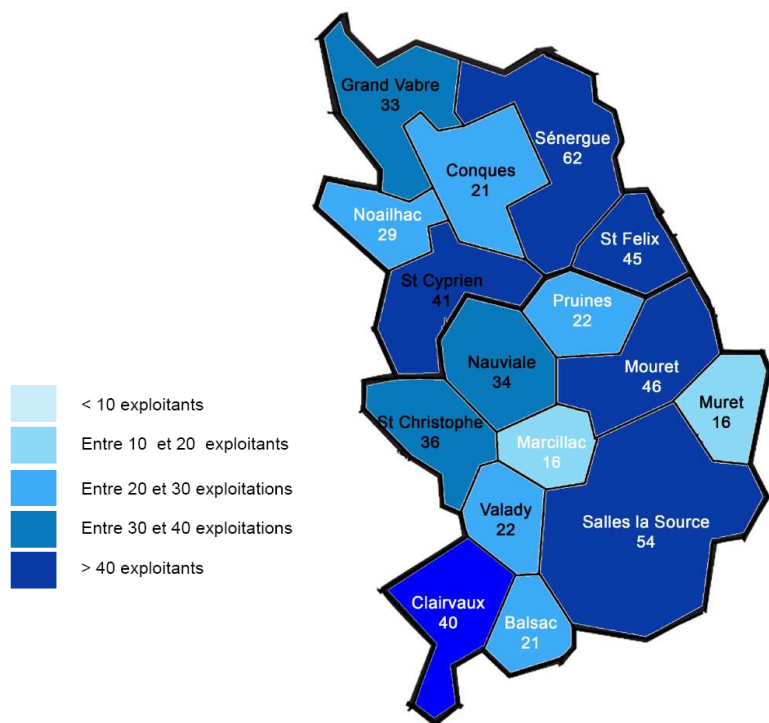 Grand Vabre
33
Sénergue
62
Conques
21
Noailhac
29
St Felix
45
St Cyprien
41
Pruines
22
Nauviale
34
Mouret
46
Muret
16
St Christophe
36
Marcillac
16
Valady
22
Salles la Source
54
Clairvaux
40
Balsac
21
< 10 exploitants
Entre 10 et 20 exploitants
Entre 20 et 30 exploitations
Entre 30 et 40 exploitations
> 40 exploitants